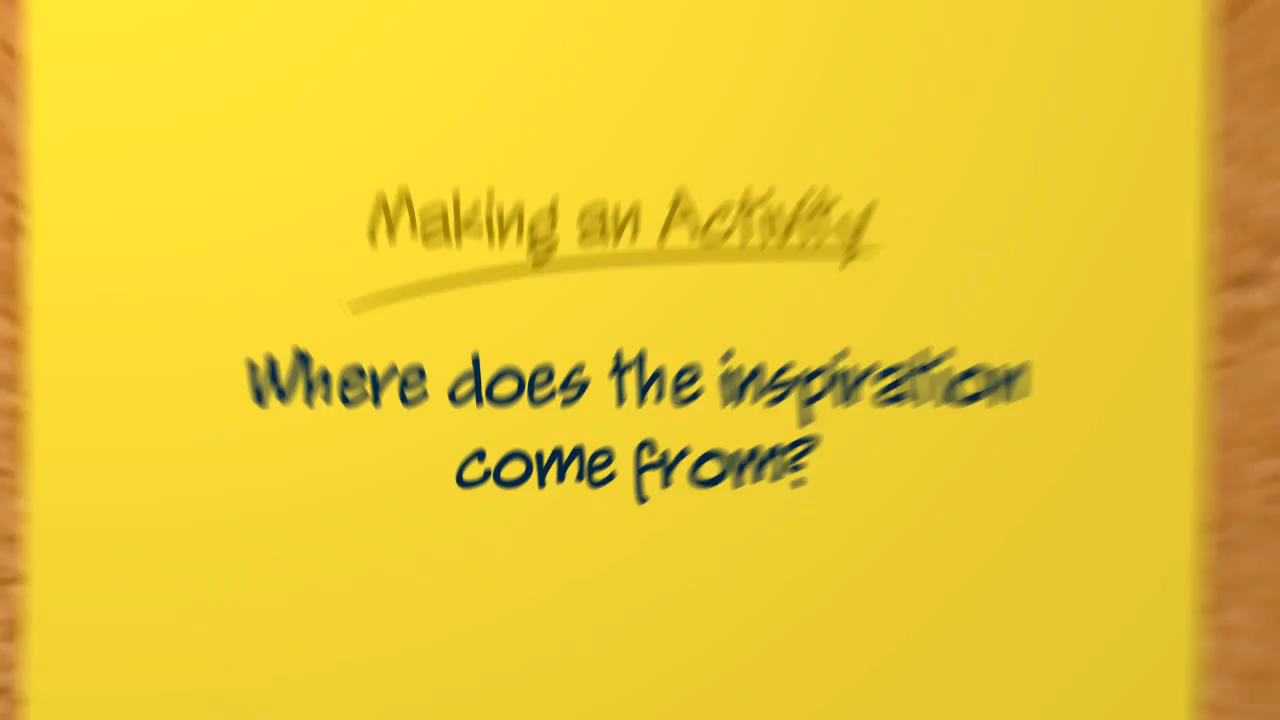 Making an Activity
Where does the inspiration
come from?